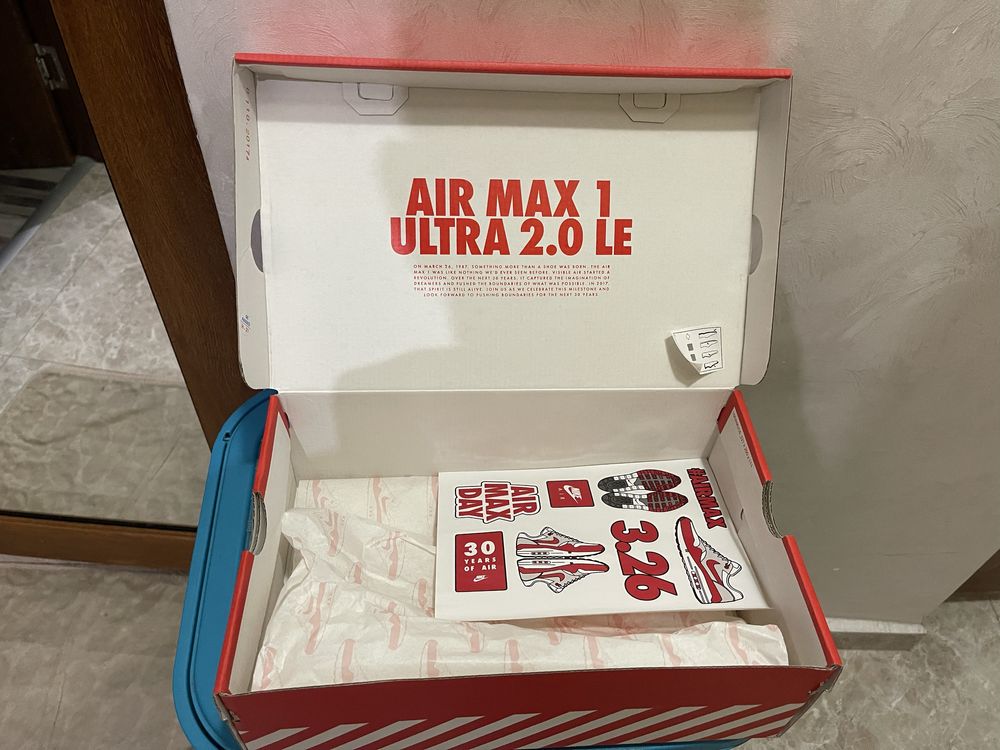 AIR MAX 1
ULTRA 2.0 LE
ON MARCH 26, 1987, SOMETHING MORE THAN A SHOE WAS BORN. THE AIR
MAX 1 WAS LIKE NOTHING WE'D EVER SEEN BEFORE. VISIBLE AIR STARTED A
REVOLUTION. OVER THE NEXT 30 YEARS, IT CAPTURED THE IMAGINATION OF
DREAMERS AND PUSHED THE BOUNDARIES OF WHAT WAS POSSIBLE. IN 2017,
THAT SPIRIT IS STILL ALIVE. JOIN US AS WE CELEBRATE THIS MILESTONE AND
LOOK FORWARD TO PUSHING BOUNDARIES FOR THE NEXT 30 YEARS.
AIR
MAX
DAY
#AIRMAX
3.26
30
YEARS
OF AIR